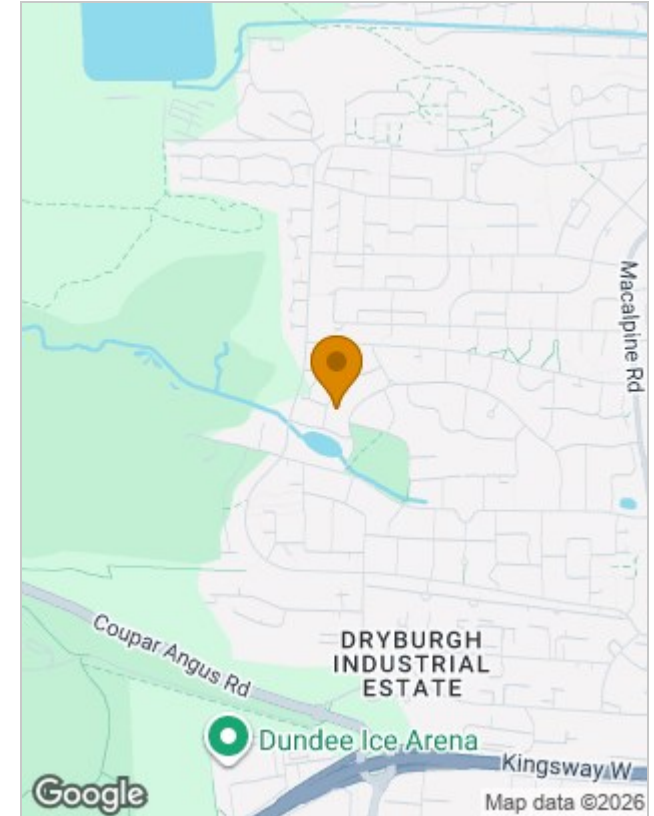 Macalpine Rd
Coupar Angus Rd
DRYBURGH
INDUSTRIAL
ESTATE
Dundee Ice Arena
Kingsway W
Google
Map data ©2026